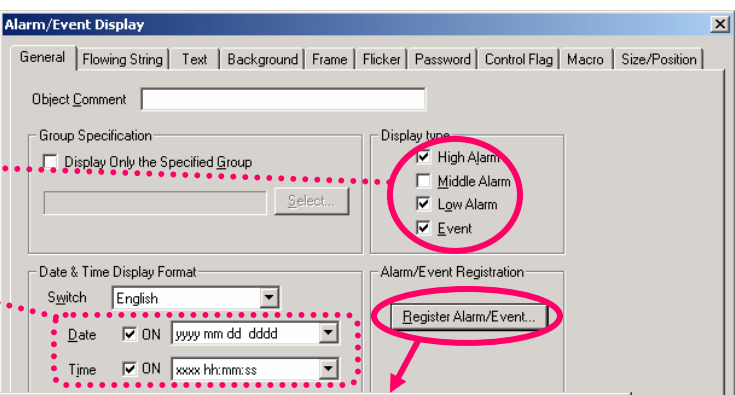 Alarm/Event Display
General Flowing String Text Background Frame Flicker Password Control Flag Macro Size/Position
Object Comment
Group Specification
Display Only the Specified Group
Select...
Display type
High Alarm
Middle Alarm
Low Alarm
Event
Date & Time Display Format
Switch English
Date ON yyyy mm dd dddd
Time ON xxxx hh:mm:ss
Alarm/Event Registration
Register Alarm/Event...